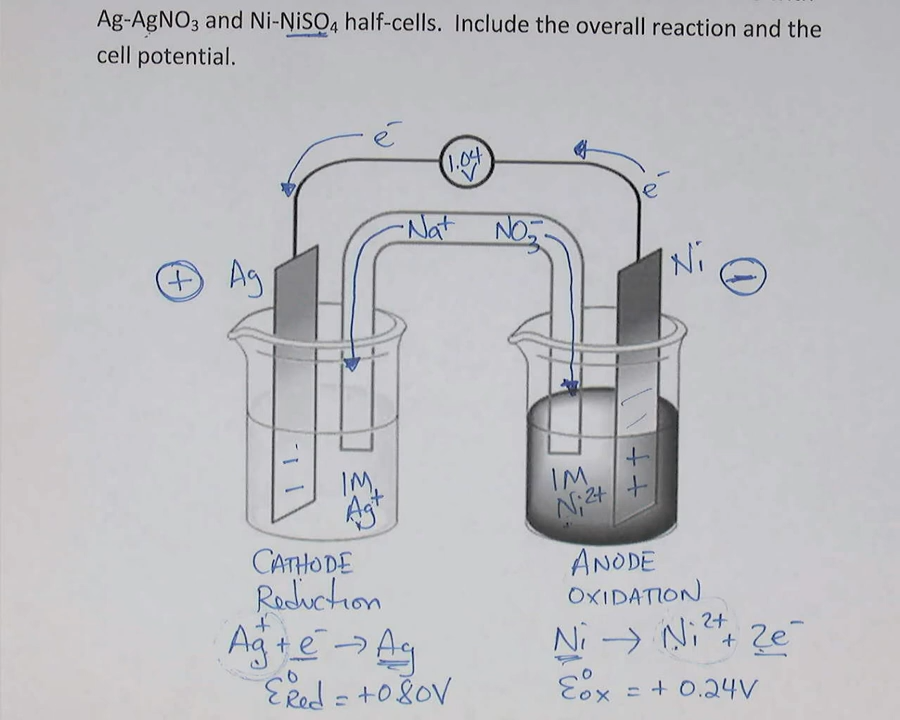 Ag-AgNO₃ and Ni-NiSO₄ half-cells. Include the overall reaction and the
cell potential.
e⁻
1.04
V
e⁻
Na⁺ NO₃⁻
+ Ag
Ni −
− −
1M
Ag⁺
1M
Ni²⁺
+ +
CATHODE
Reduction
Ag⁺ + e⁻ → Ag
ℰ°Red = +0.80V
ANODE
OXIDATION
Ni → Ni²⁺ + 2e⁻
ℰ°ox = + 0.24V